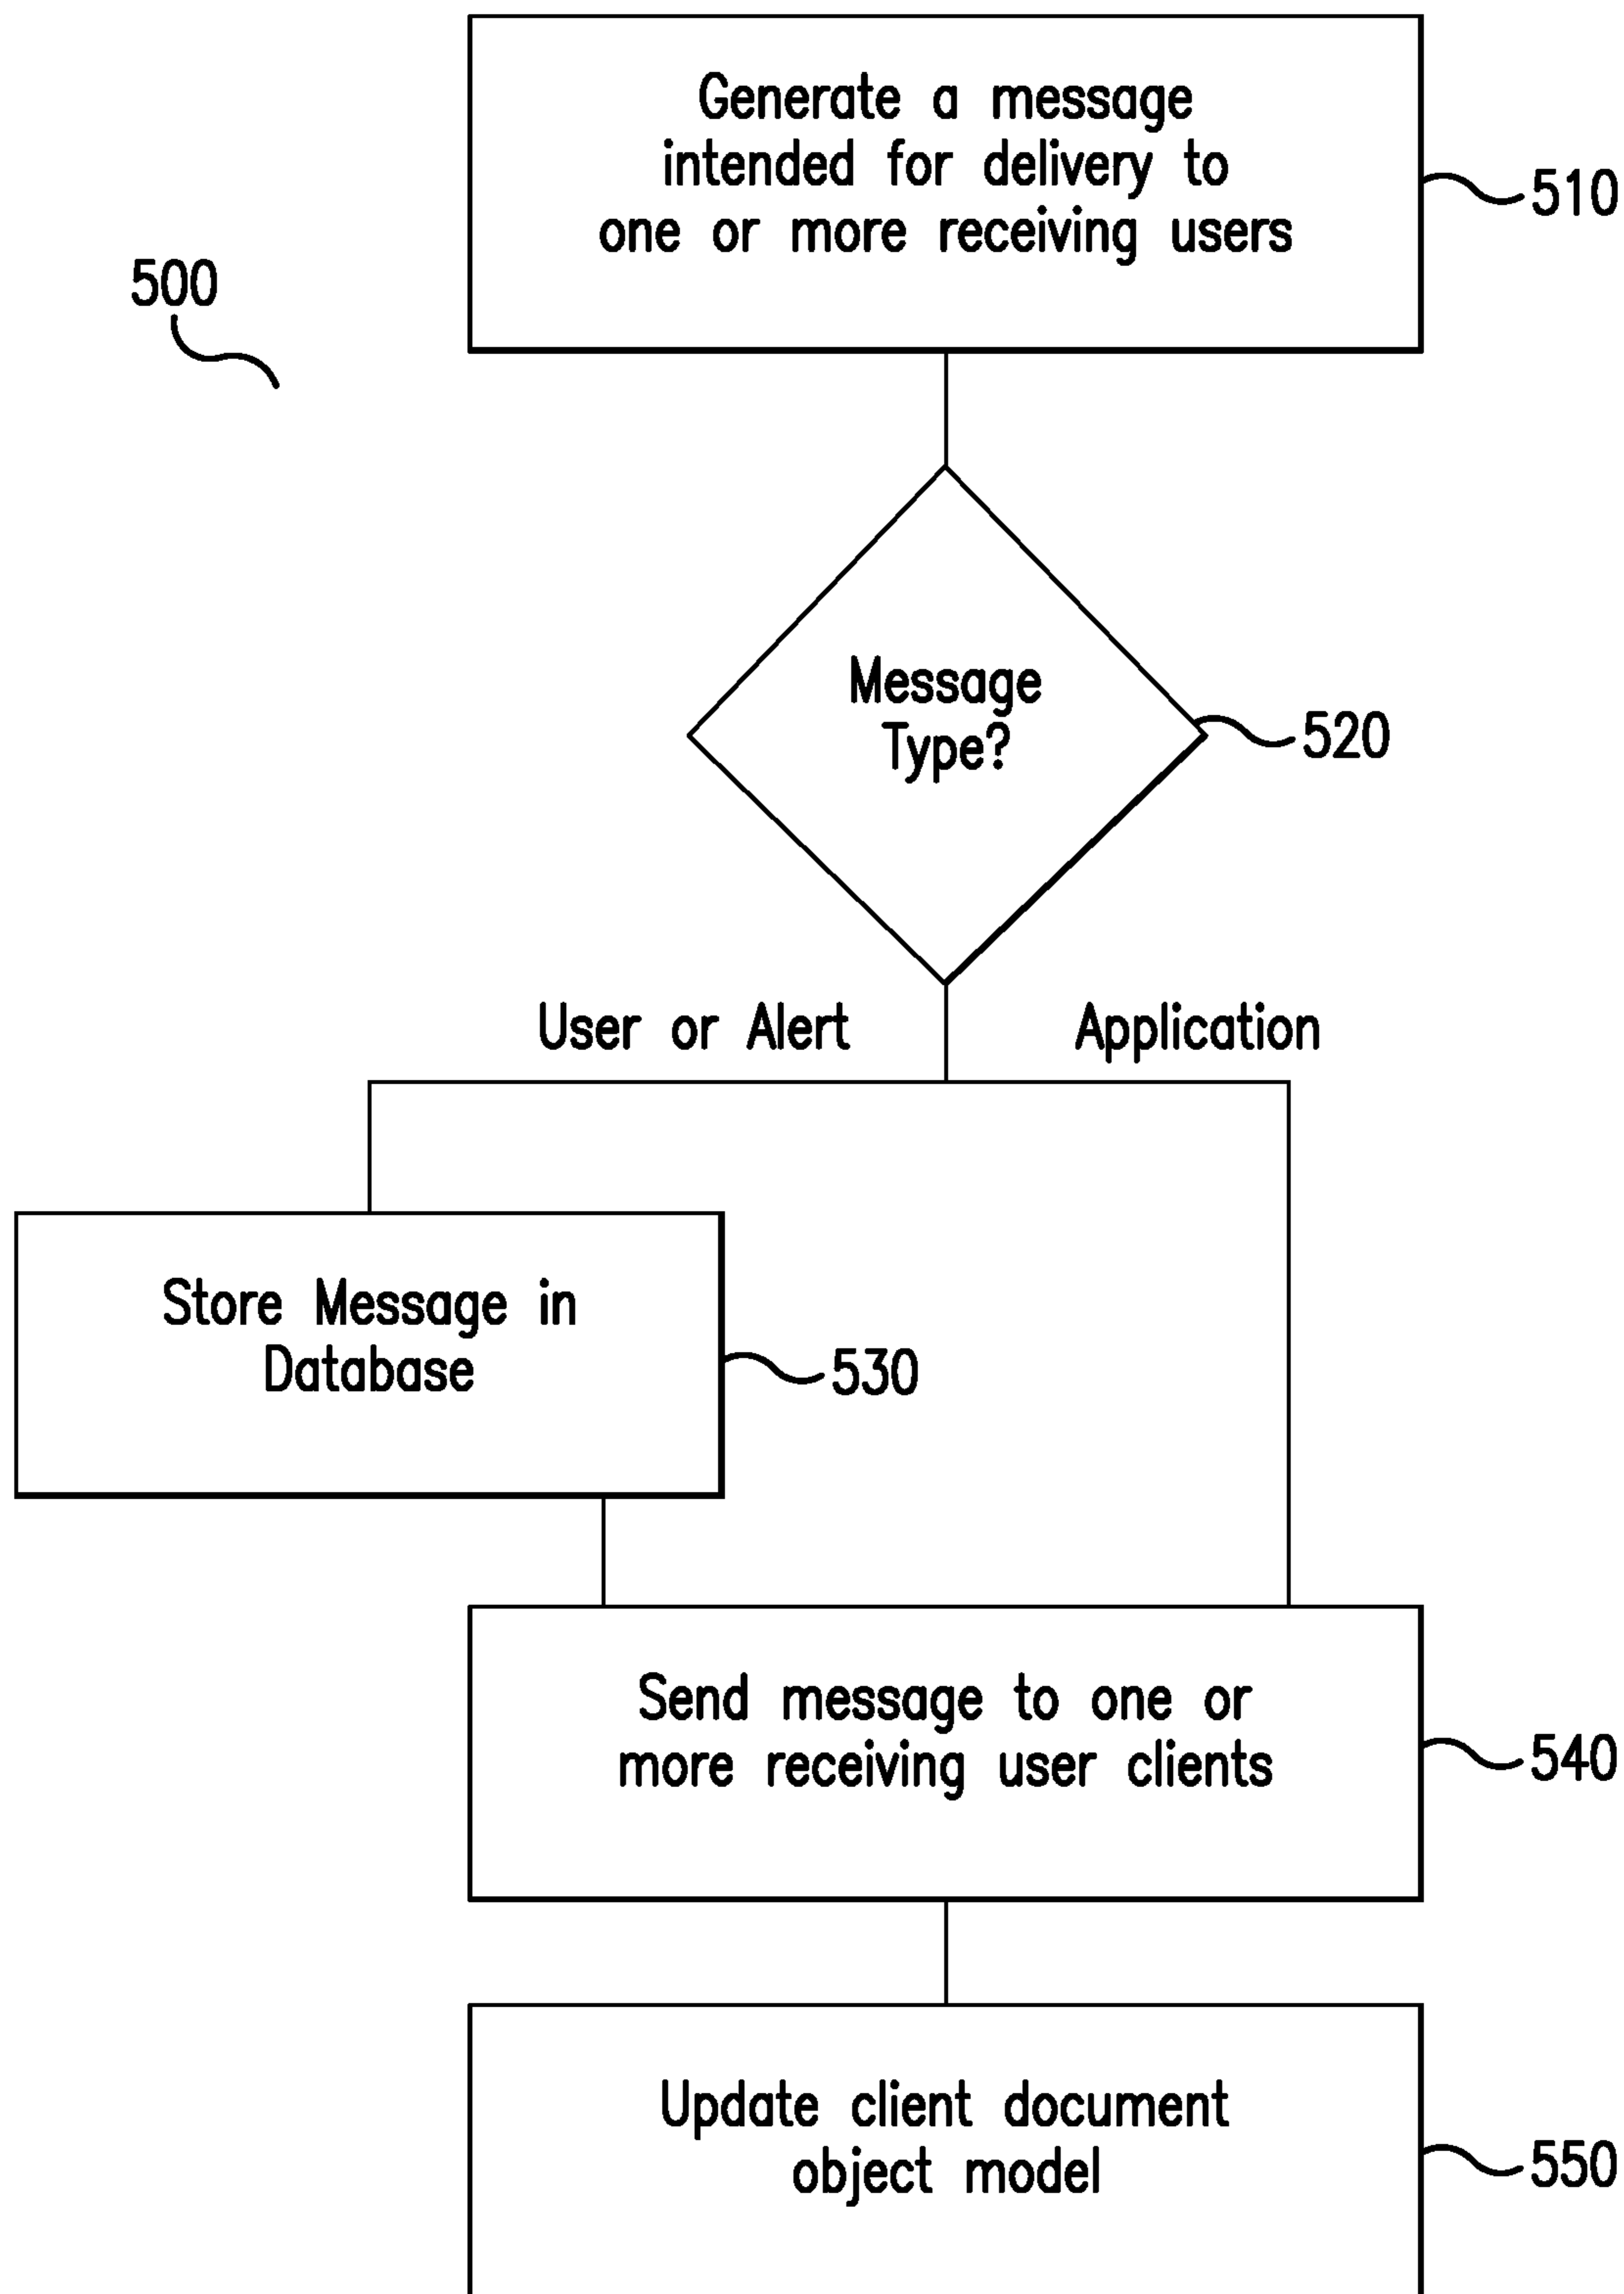 Generate a message
intended for delivery to
one or more receiving users
510
500
Message
Type?
520
User or Alert
Application
Store Message in
Database
530
Send message to one or
more receiving user clients
540
Update client document
object model
550